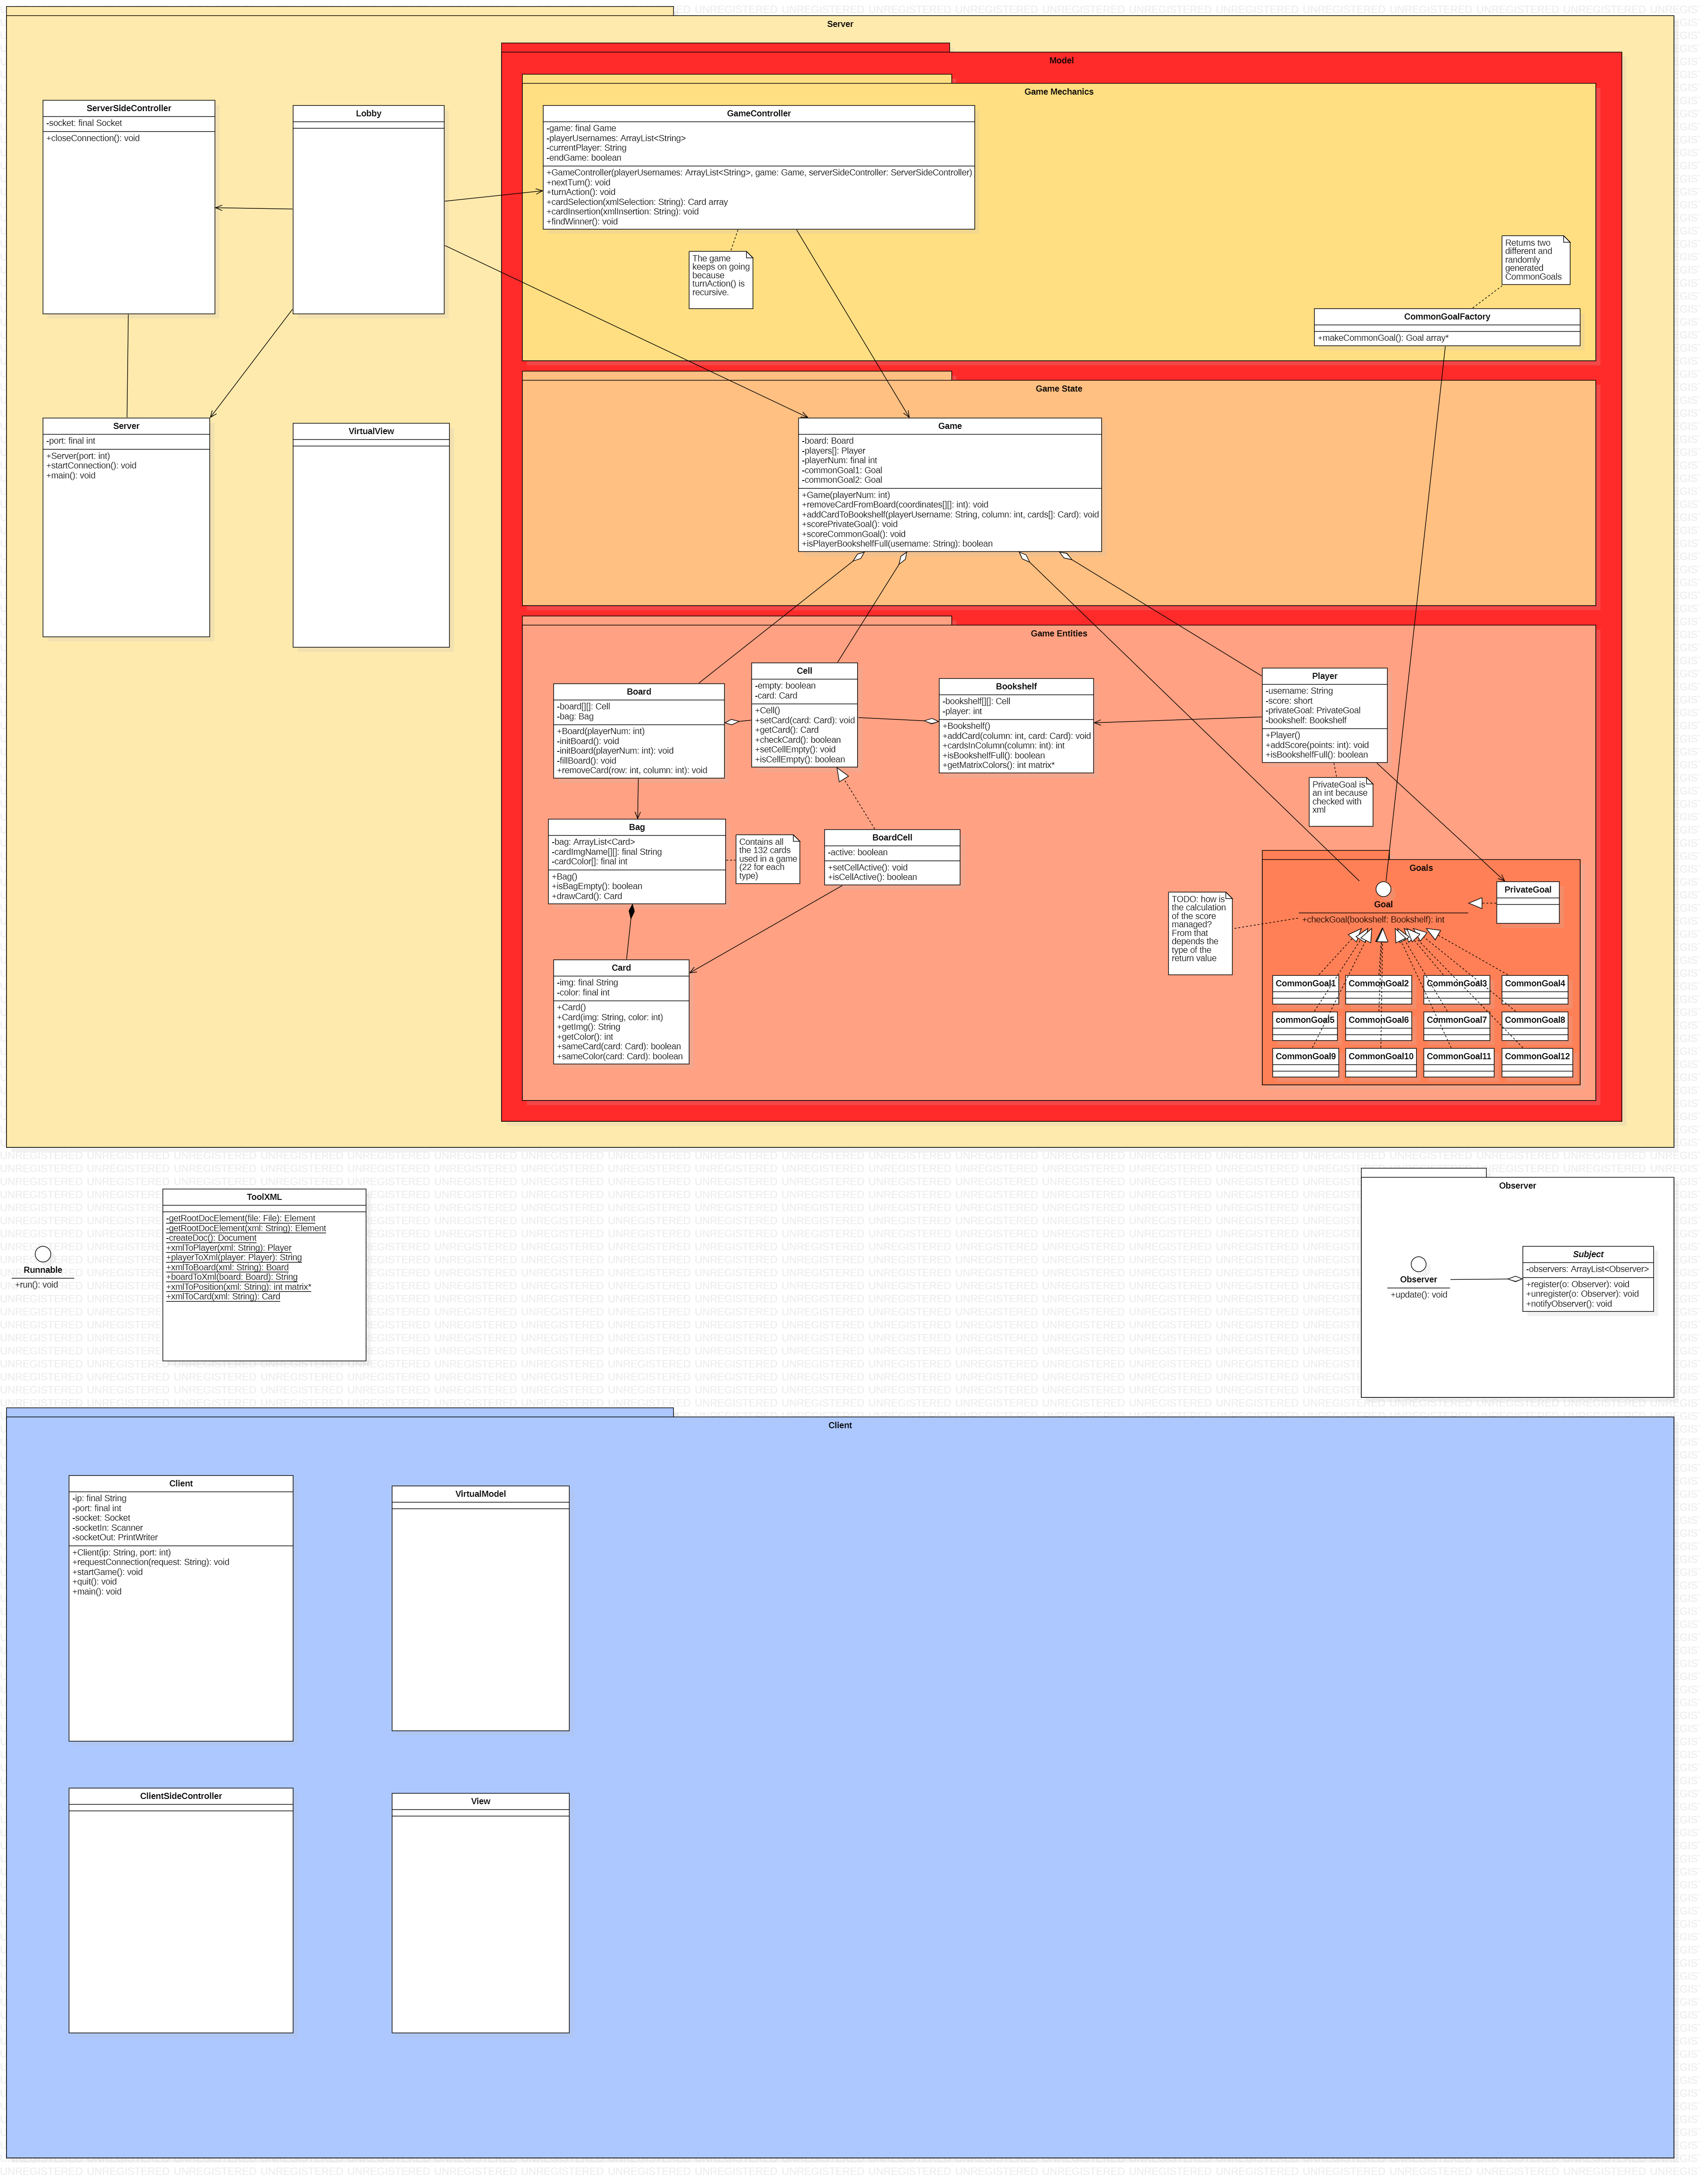 Server
Model
Game Mechanics
ServerSideController
-socket: final Socket
+closeConnection(): void
Lobby
GameController
-game: final Game
-playerUsernames: ArrayList<String>
-currentPlayer: String
-endGame: boolean
+GameController(playerUsernames: ArrayList<String>, game: Game, serverSideController: ServerSideController)
+nextTurn(): void
+turnAction(): void
+cardSelection(xmlSelection: String): Card array
+cardInsertion(xmlInsertion: String): void
+findWinner(): void
The game
keeps on going
because
turnAction() is
recursive.
Returns two
different and
randomly
generated
CommonGoals
CommonGoalFactory
+makeCommonGoal(): Goal array*
Game State
Server
-port: final int
+Server(port: int)
+startConnection(): void
+main(): void
VirtualView
Game
-board: Board
-players[]: Player
-playerNum: final int
-commonGoal1: Goal
-commonGoal2: Goal
+Game(playerNum: int)
+removeCardFromBoard(coordinates[][]: int): void
+addCardToBookshelf(playerUsername: String, column: int, cards[]: Card): void
+scorePrivateGoal(): void
+scoreCommonGoal(): void
+isPlayerBookshelfFull(username: String): boolean
Game Entities
Board
-board[][]: Cell
-bag: Bag
+Board(playerNum: int)
-initBoard(): void
-initBoard(playerNum: int): void
-fillBoard(): void
+removeCard(row: int, column: int): void
Cell
-empty: boolean
-card: Card
+Cell()
+setCard(card: Card): void
+getCard(): Card
+checkCard(): boolean
+setCellEmpty(): void
+isCellEmpty(): boolean
Bookshelf
-bookshelf[][]: Cell
-player: int
+Bookshelf()
+addCard(column: int, card: Card): void
+cardsInColumn(column: int): int
+isBookshelfFull(): boolean
+getMatrixColors(): int matrix*
Player
-username: String
-score: short
-privateGoal: PrivateGoal
-bookshelf: Bookshelf
+Player()
+addScore(points: int): void
+isBookshelfFull(): boolean
PrivateGoal is
an int because
checked with
xml
Bag
-bag: ArrayList<Card>
-cardImgName[][]: final String
-cardColor[]: final int
+Bag()
+isBagEmpty(): boolean
+drawCard(): Card
Contains all
the 132 cards
used in a game
(22 for each
type)
BoardCell
-active: boolean
+setCellActive(): void
+isCellActive(): boolean
Card
-img: final String
-color: final int
+Card()
+Card(img: String, color: int)
+getImg(): String
+getColor(): int
+sameCard(card: Card): boolean
+sameColor(card: Card): boolean
TODO: how is
the calculation
of the score
managed?
From that
depends the
type of the
return value
Goals
Goal
+checkGoal(bookshelf: Bookshelf): int
PrivateGoal
CommonGoal1
CommonGoal2
CommonGoal3
CommonGoal4
commonGoal5
CommonGoal6
CommonGoal7
CommonGoal8
CommonGoal9
CommonGoal10
CommonGoal11
CommonGoal12
Runnable
+run(): void
ToolXML
-getRootDocElement(file: File): Element
-getRootDocElement(xml: String): Element
-createDoc(): Document
+xmlToPlayer(xml: String): Player
+playerToXml(player: Player): String
+xmlToBoard(xml: String): Board
+boardToXml(board: Board): String
+xmlToPosition(xml: String): int matrix*
+xmlToCard(xml: String): Card
Observer
Observer
+update(): void
Subject
-observers: ArrayList<Observer>
+register(o: Observer): void
+unregister(o: Observer): void
+notifyObserver(): void
Client
Client
-ip: final String
-port: final int
-socket: Socket
-socketIn: Scanner
-socketOut: PrintWriter
+Client(ip: String, port: int)
+requestConnection(request: String): void
+startGame(): void
+quit(): void
+main(): void
VirtualModel
ClientSideController
View